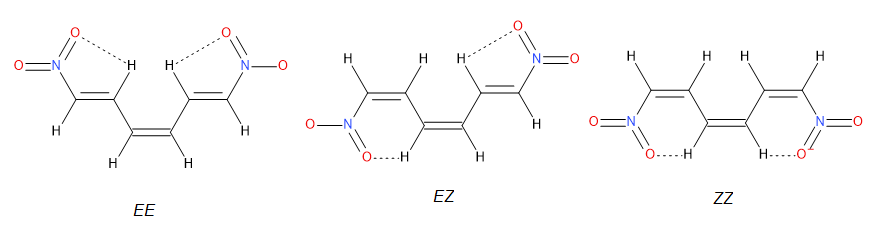 O O
O N H H N O
H H
H H
EE
O
H H H N O
O N H
O H H
EZ
H H H H
O N N O
O H H O
ZZ